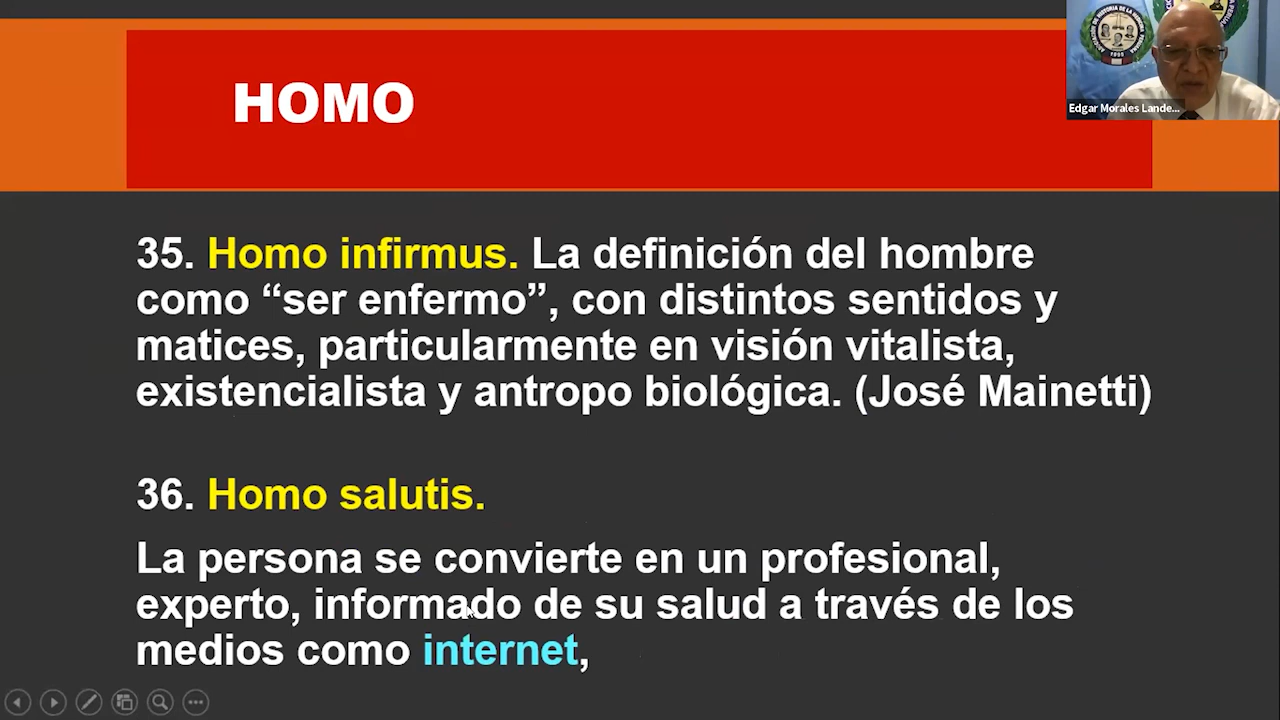 HOMO
Edgar Morales Lande...
35. Homo infirmus. La definición del hombre
como “ser enfermo”, con distintos sentidos y
matices, particularmente en visión vitalista,
existencialista y antropo biológica. (José Mainetti)
36. Homo salutis.
La persona se convierte en un profesional,
experto, informado de su salud a través de los
medios como internet,